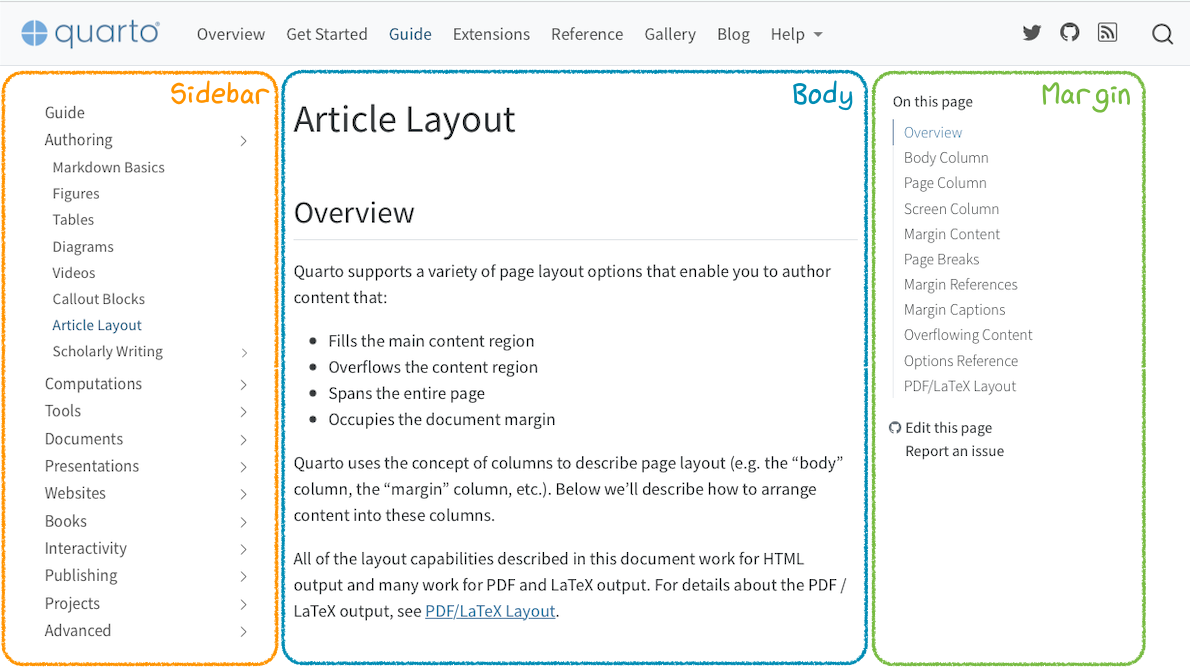 quarto® Overview Get Started Guide Extensions Reference Gallery Blog Help
Sidebar
Guide
Authoring
Markdown Basics
Figures
Tables
Diagrams
Videos
Callout Blocks
Article Layout
Scholarly Writing
Computations
Tools
Documents
Presentations
Websites
Books
Interactivity
Publishing
Projects
Advanced
Body
Article Layout
Overview
Quarto supports a variety of page layout options that enable you to author
content that:
• Fills the main content region
• Overflows the content region
• Spans the entire page
• Occupies the document margin
Quarto uses the concept of columns to describe page layout (e.g. the “body”
column, the “margin” column, etc.). Below we’ll describe how to arrange
content into these columns.
All of the layout capabilities described in this document work for HTML
output and many work for PDF and LaTeX output. For details about the PDF /
LaTeX output, see PDF/LaTeX Layout.
Margin
On this page
Overview
Body Column
Page Column
Screen Column
Margin Content
Page Breaks
Margin References
Margin Captions
Overflowing Content
Options Reference
PDF/LaTeX Layout
Edit this page
Report an issue